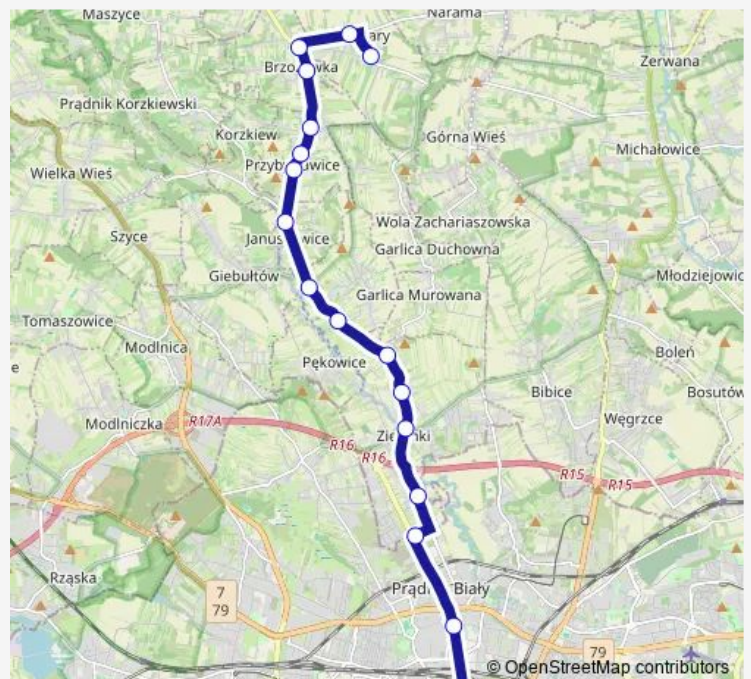 Maszyce
Narama
Zerwana
Prądnik Korzkiewski
Korzkiew
Górna Wieś
Michałowice
Wielka Wieś
Wola Zachariaszowska
Szyce
Garlica Duchowna
Giebułtów
Młodziejowic
Garlica Murowana
Tomaszowice
Modlnica
Boleń
Pękowice
Bibice
Bosutów
Modlniczka
R17A
Węgrzce
R16
R16
R15
R15
Rząska
7
79
79
© OpenStreetMap contributors